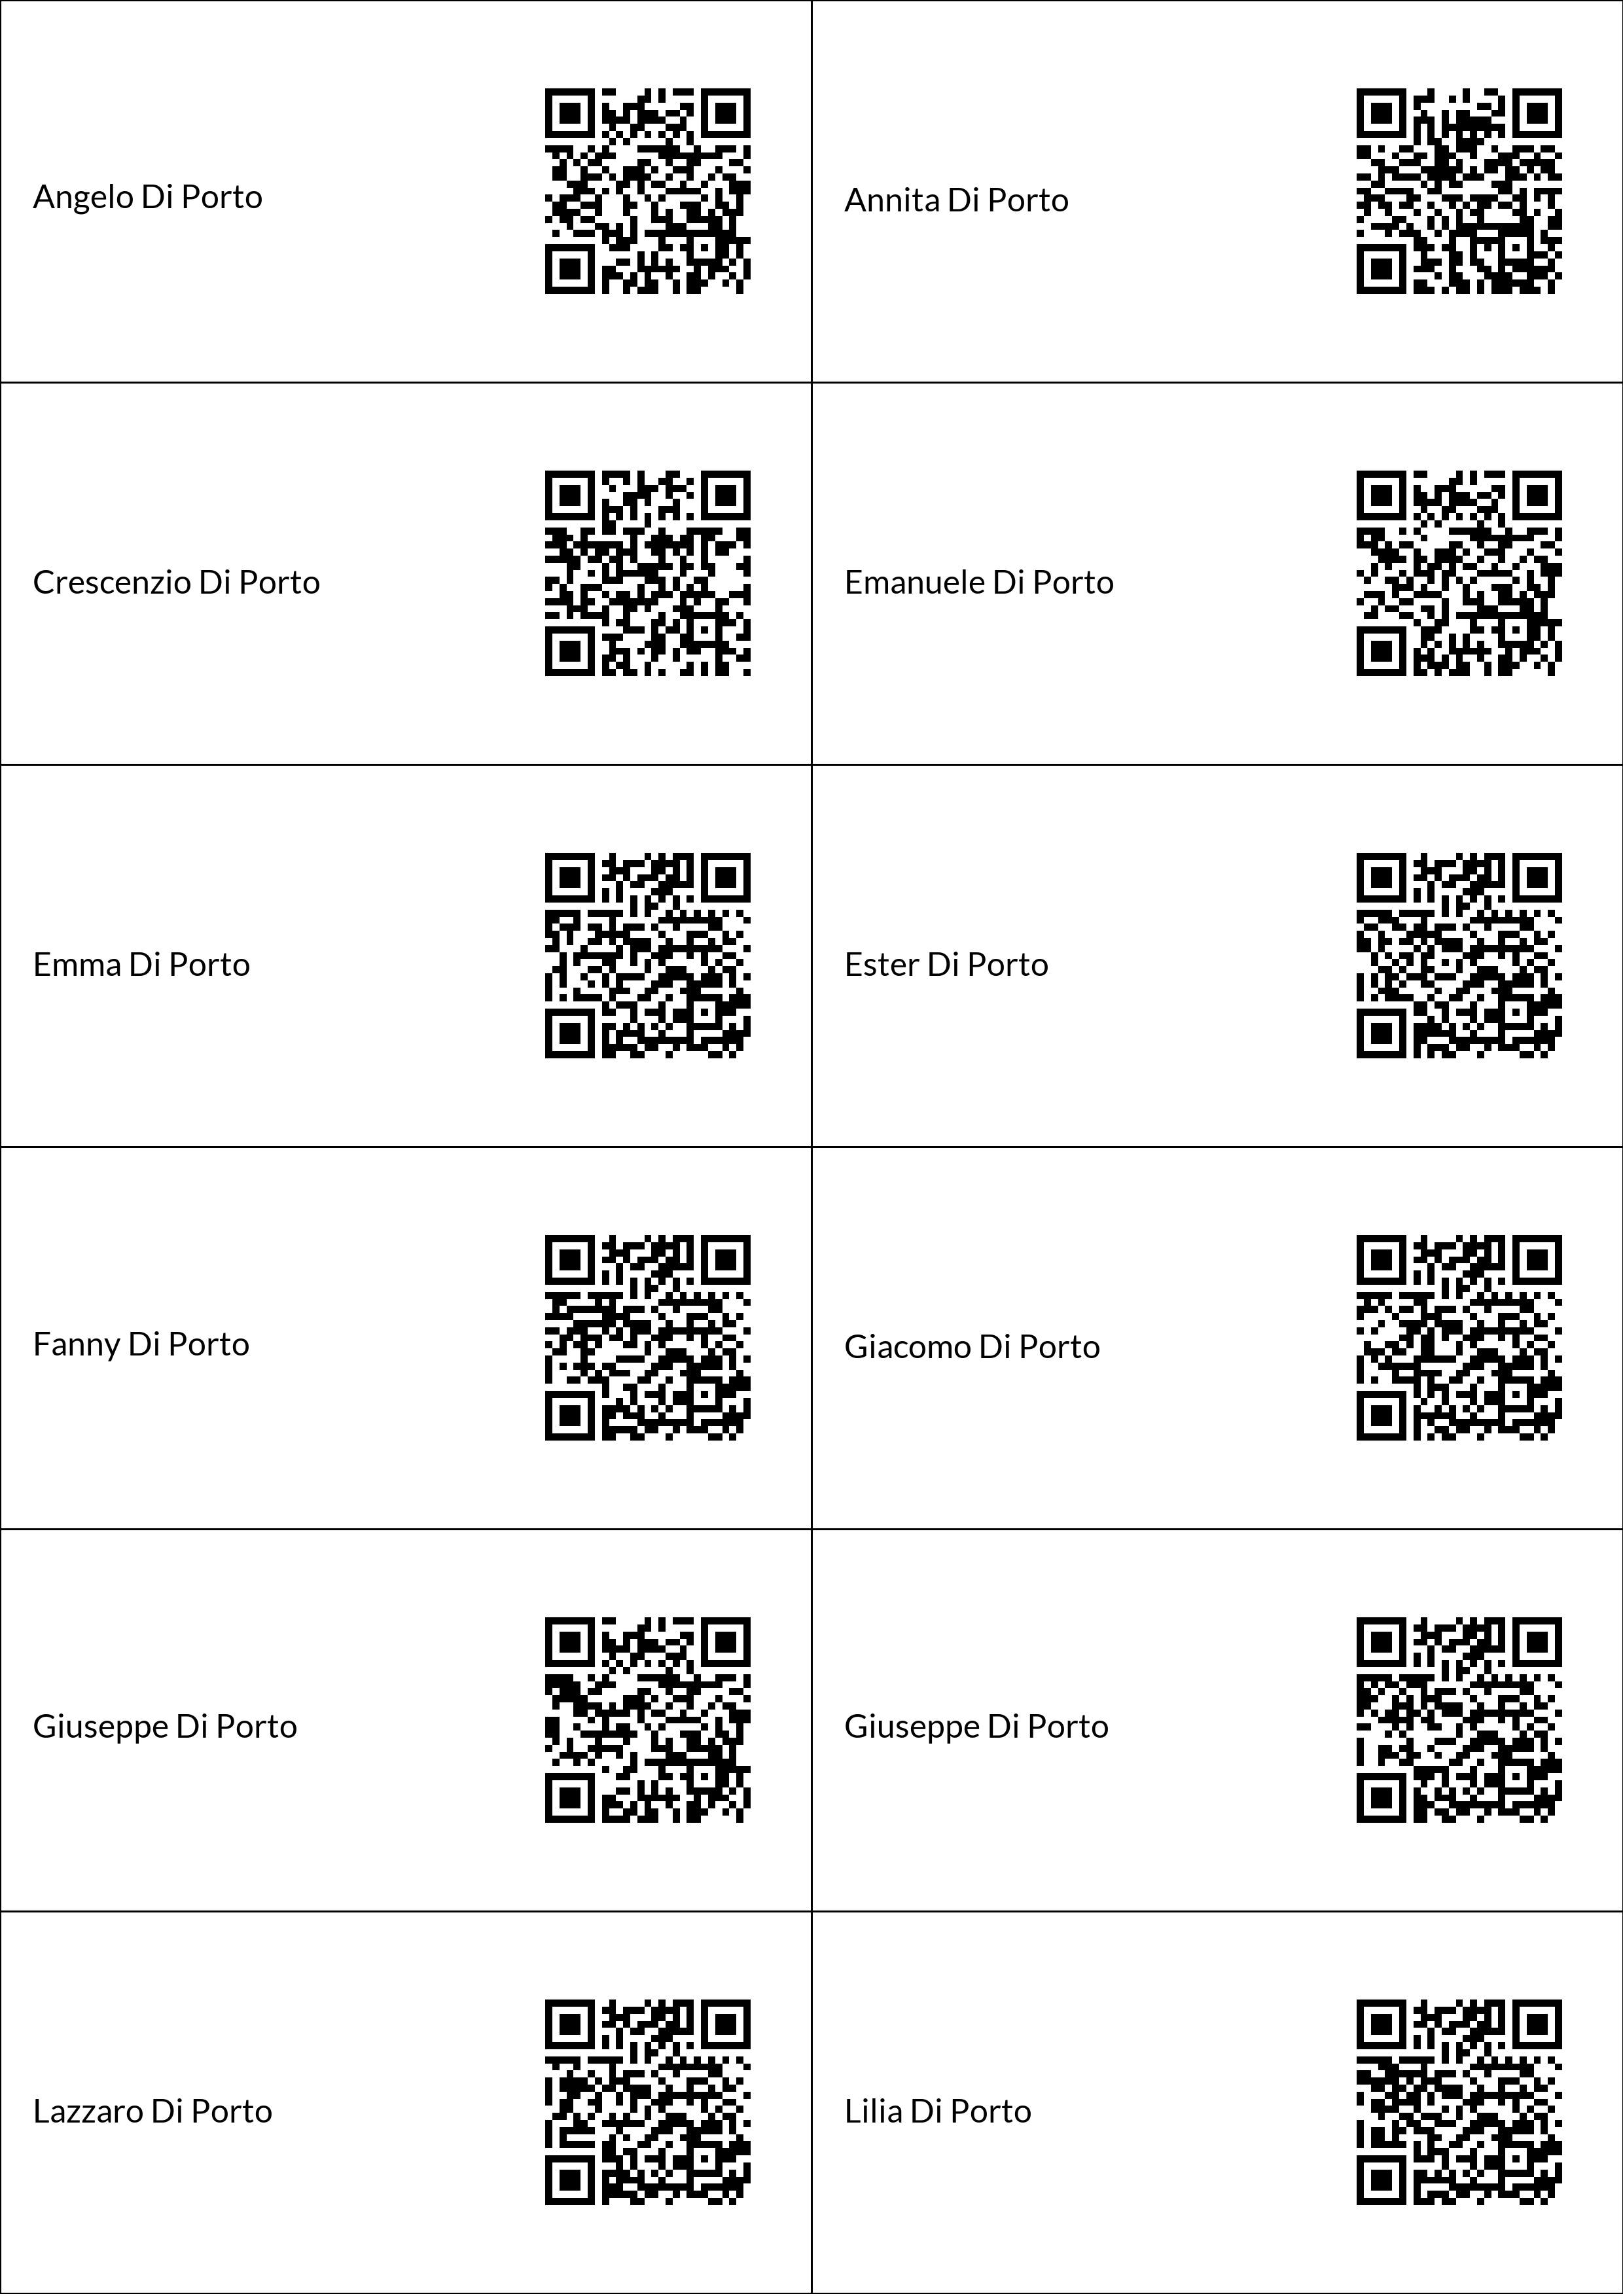 Angelo Di Porto
Annita Di Porto
Crescenzio Di Porto
Emanuele Di Porto
Emma Di Porto
Ester Di Porto
Fanny Di Porto
Giacomo Di Porto
Giuseppe Di Porto
Giuseppe Di Porto
Lazzaro Di Porto
Lilia Di Porto